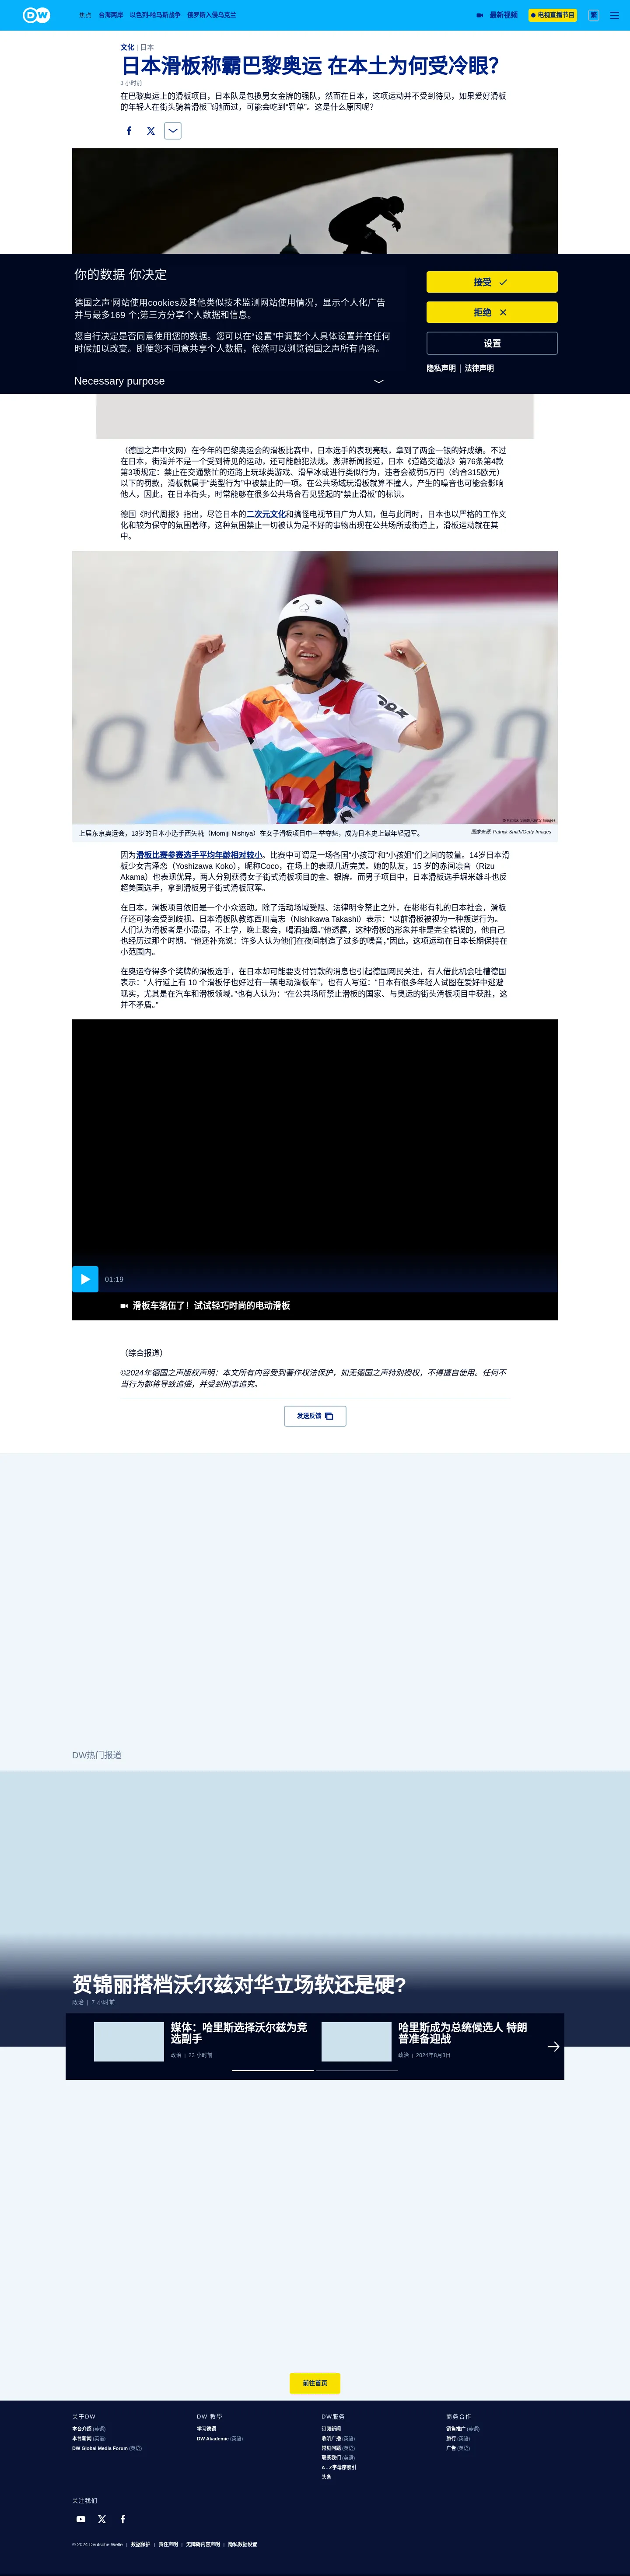 DW
焦点 台海两岸 以色列-哈马斯战争 俄罗斯入侵乌克兰
最新视频 电视直播节目 繁
文化 | 日本
日本滑板称霸巴黎奥运 在本土为何受冷眼？
3 小时前
在巴黎奥运上的滑板项目，日本队是包揽男女金牌的强队，然而在日本，这项运动并不受到待见，如果爱好滑板
的年轻人在街头骑着滑板飞驰而过，可能会吃到“罚单”。这是什么原因呢？
你的数据 你决定
德国之声‘网站使用cookies及其他类似技术监测网站使用情况，显示个人化广告
并与最多169 个;第三方分享个人数据和信息。
您自行决定是否同意使用您的数据。您可以在“设置”中调整个人具体设置并在任何
时候加以改变。即便您不同意共享个人数据，依然可以浏览德国之声所有内容。
Necessary purpose
接受
拒绝
设置
隐私声明 | 法律声明
（德国之声中文网）在今年的巴黎奥运会的滑板比赛中，日本选手的表现亮眼，拿到了两金一银的好成绩。不过
在日本，街滑并不是一个受到待见的运动，还可能触犯法规。澎湃新闻报道，日本《道路交通法》第76条第4款
第3项规定：禁止在交通繁忙的道路上玩球类游戏、滑旱冰或进行类似行为，违者会被罚5万円（约合315欧元）
以下的罚款，滑板就属于“类型行为”中被禁止的一项。在公共场域玩滑板就算不撞人，产生的噪音也可能会影响
他人，因此，在日本街头，时常能够在很多公共场合看见竖起的“禁止滑板”的标识。
德国《时代周报》指出，尽管日本的二次元文化和搞怪电视节目广为人知，但与此同时，日本也以严格的工作文
化和较为保守的氛围著称，这种氛围禁止一切被认为是不好的事物出现在公共场所或街道上，滑板运动就在其
中。
© Patrick Smith/Getty Images
上届东京奥运会，13岁的日本小选手西矢椛（Momiji Nishiya）在女子滑板项目中一举夺魁，成为日本史上最年轻冠军。
图像来源: Patrick Smith/Getty Images
因为滑板比赛参赛选手平均年龄相对较小。比赛中可谓是一场各国“小孩哥”和“小孩姐”们之间的较量。14岁日本滑
板少女吉泽恋（Yoshizawa Koko），昵称Coco，在场上的表现几近完美。她的队友，15 岁的赤间凛音（Rizu
Akama）也表现优异，两人分别获得女子街式滑板项目的金、银牌。而男子项目中，日本滑板选手堀米雄斗也反
超美国选手，拿到滑板男子街式滑板冠军。
在日本，滑板项目依旧是一个小众运动。除了活动场域受限、法律明令禁止之外，在彬彬有礼的日本社会，滑板
仔还可能会受到歧视。日本滑板队教练西川高志（Nishikawa Takashi）表示：“以前滑板被视为一种叛逆行为。
人们认为滑板者是小混混，不上学，晚上聚会，喝酒抽烟。”他透露，这种滑板的形象并非是完全错误的，他自己
也经历过那个时期。“他还补充说：许多人认为他们在夜间制造了过多的噪音，”因此，这项运动在日本长期保持在
小范围内。
在奥运夺得多个奖牌的滑板选手，在日本却可能要支付罚款的消息也引起德国网民关注，有人借此机会吐槽德国
表示：“人行道上有 10 个滑板仔也好过有一辆电动滑板车”，也有人写道：“日本有很多年轻人试图在爱好中逃避
现实，尤其是在汽车和滑板领域。”也有人认为：“在公共场所禁止滑板的国家、与奥运的街头滑板项目中获胜，这
并不矛盾。”
01:19
滑板车落伍了！试试轻巧时尚的电动滑板
（综合报道）
©2024年德国之声版权声明：本文所有内容受到著作权法保护，如无德国之声特别授权，不得擅自使用。任何不
当行为都将导致追偿，并受到刑事追究。
发送反馈
DW热门报道
贺锦丽搭档沃尔兹对华立场软还是硬？
政治 | 7 小时前
媒体：哈里斯选择沃尔兹为竞
选副手
政治 | 23 小时前
哈里斯成为总统候选人 特朗
普准备迎战
政治 | 2024年8月3日
前往首页
关于DW
本台介绍 (英语)
本台新闻 (英语)
DW Global Media Forum (英语)
DW 教學
学习德语
DW Akademie (英语)
DW服务
订阅新闻
收听广播 (英语)
常见问题 (英语)
联系我们 (英语)
A - Z字母序索引
头条
商务合作
销售推广 (英语)
旅行 (英语)
广告 (英语)
关注我们
© 2024 Deutsche Welle | 数据保护 | 责任声明 | 无障碍内容声明 | 隐私数据设置